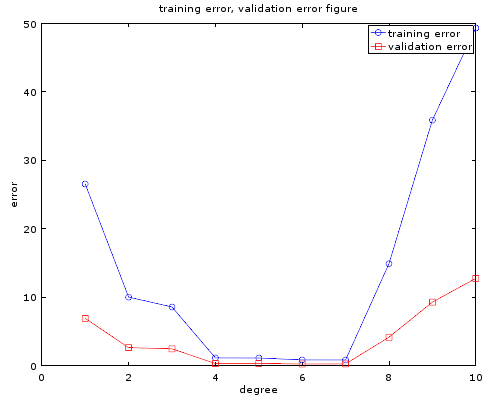 training error, validation error figure
training error
validation error
50
40
30
20
10
0
error
0 2 4 6 8 10
degree